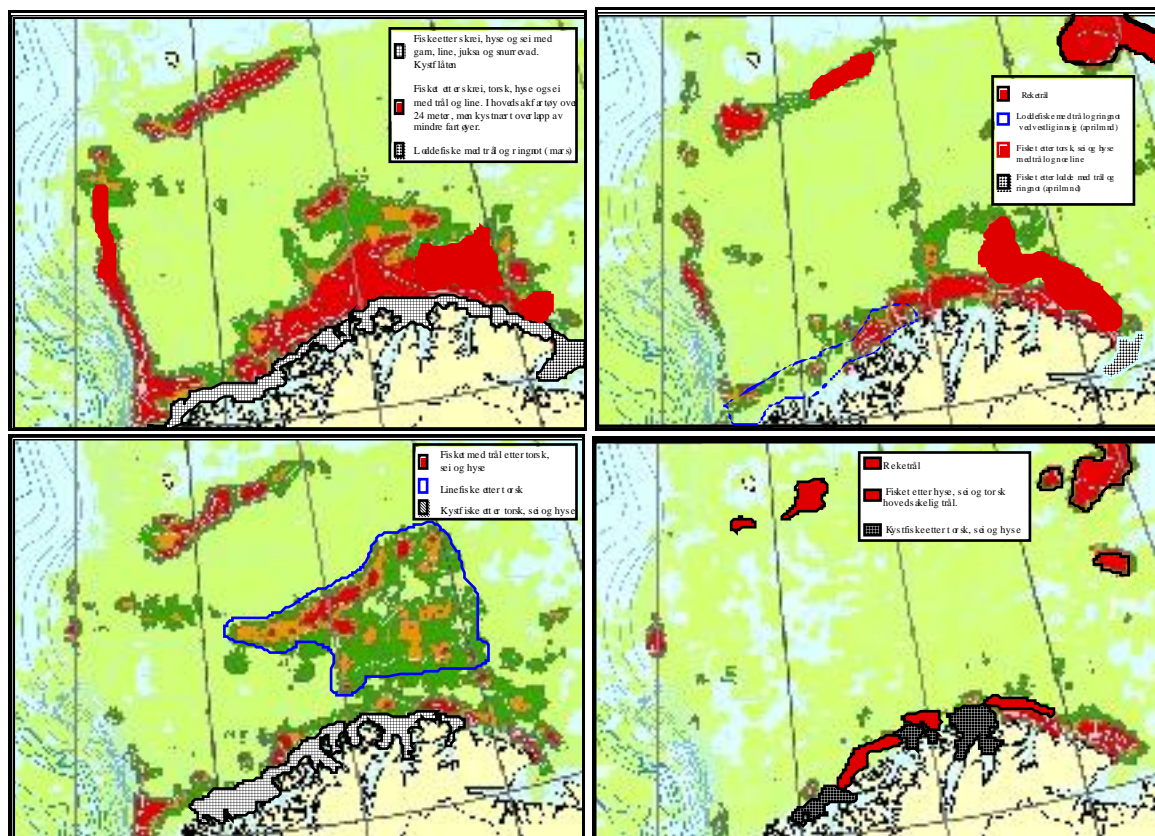 Fiske etter skrei, hyse og sei med
garn, line, juksa og snurrevad.
Kystflåten
Fisket etter skrei, torsk, hyse og sei
med trål og line. I hovedsak fartøy over
24 meter, men kystnært overlapp av
mindre fartøyer.
Loddefiske med trål og ringnot (mars)
Reketrål
Loddefiske med trål og ringnot
ved vestlig innsig (aprilmnd)
Fisket etter torsk, sei og hyse
med trål og noe line
Fisket etter lodde med trål og
ringnot (aprilmnd)
Fisket med trål etter torsk,
sei og hyse
Linefiske etter torsk
Kystfiske etter torsk, sei og hyse
Reketrål
Fisket etter hyse, sei og torsk
hovedsakelig trål.
Kystfiske etter torsk, sei og hyse